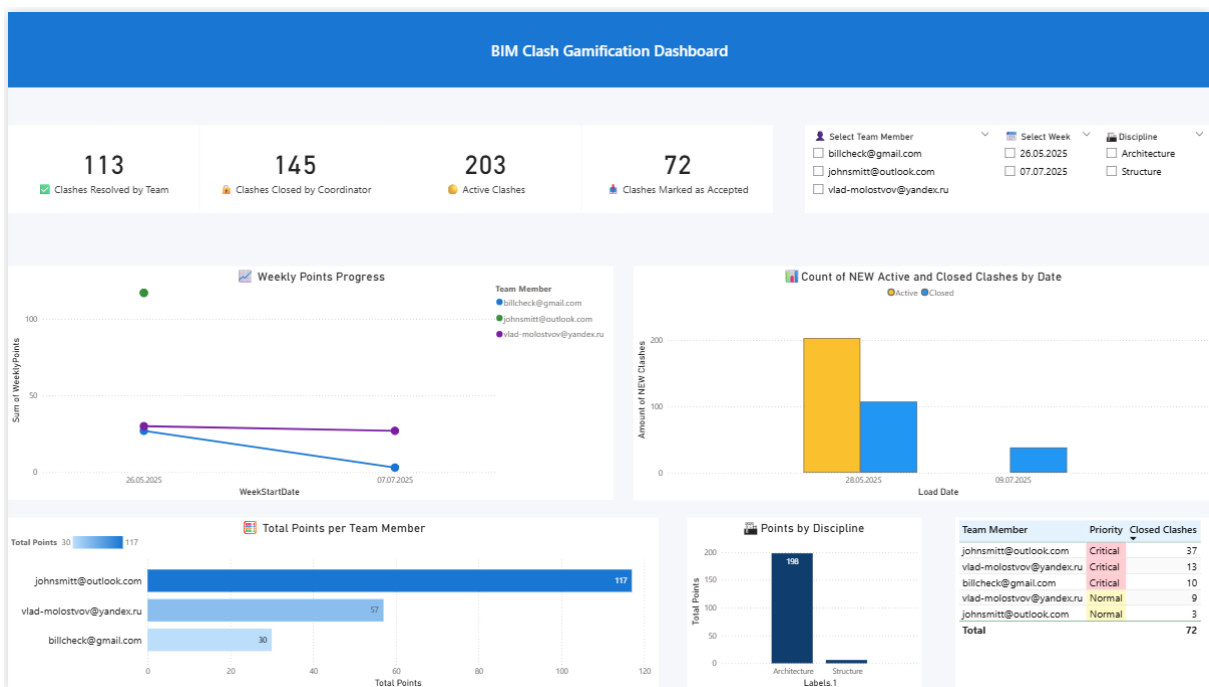 BIM Clash Gamification Dashboard
113
Clashes Resolved by Team
145
Clashes Closed by Coordinator
203
Active Clashes
72
Clashes Marked as Accepted
Select Team Member
billcheck@gmail.com
johnsmitt@outlook.com
vlad-molostvov@yandex.ru
Select Week
26.05.2025
07.07.2025
Discipline
Architecture
Structure
Weekly Points Progress
Team Member
billcheck@gmail.com
johnsmitt@outlook.com
vlad-molostvov@yandex.ru
Sum of WeeklyPoints
100
50
0
26.05.2025 07.07.2025
WeekStartDate
Count of NEW Active and Closed Clashes by Date
Active Closed
Amount of NEW Clashes
200
100
0
28.05.2025 09.07.2025
Load Date
Total Points per Team Member
Total Points 30 117
johnsmitt@outlook.com 117
vlad-molostvov@yandex.ru 57
billcheck@gmail.com 30
0 20 40 60 80 100 120
Total Points
Points by Discipline
Total Points
200
150
100
50
0
198
Architecture Structure
Labels.1
Team Member Priority Closed Clashes
johnsmitt@outlook.com Critical 37
vlad-molostvov@yandex.ru Critical 13
billcheck@gmail.com Critical 10
vlad-molostvov@yandex.ru Normal 9
johnsmitt@outlook.com Normal 3
Total 72